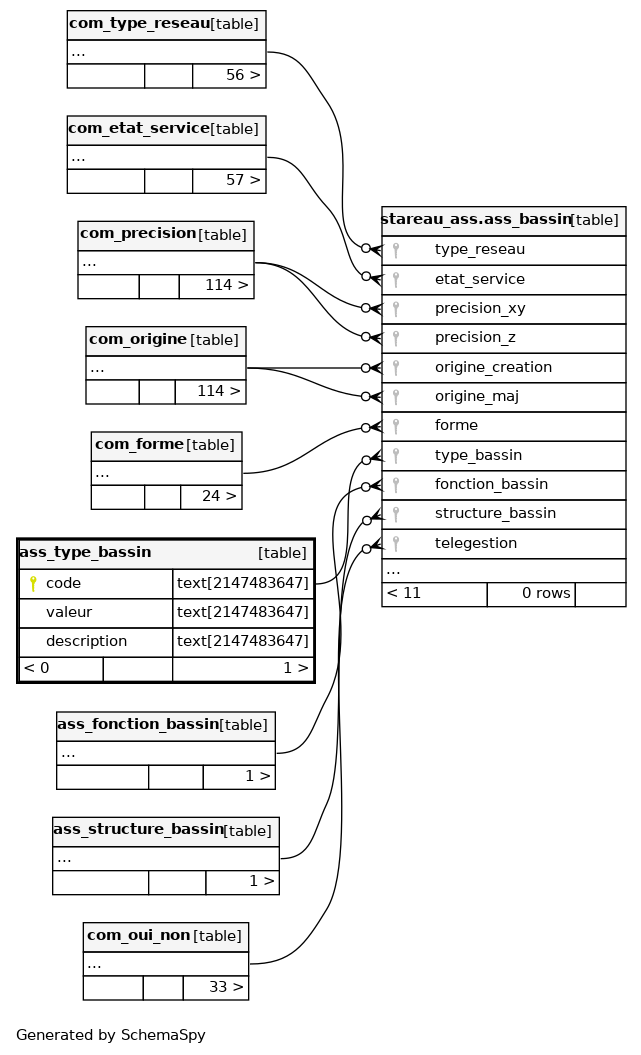 com_type_reseau [table]
...
56 >
com_etat_service [table]
...
57 >
com_precision [table]
...
114 >
com_origine [table]
...
114 >
com_forme [table]
...
24 >
ass_type_bassin [table]
code text[2147483647]
valeur text[2147483647]
description text[2147483647]
< 0 1 >
ass_fonction_bassin [table]
...
1 >
ass_structure_bassin [table]
...
1 >
com_oui_non [table]
...
33 >
stareau_ass.ass_bassin [table]
type_reseau
etat_service
precision_xy
precision_z
origine_creation
origine_maj
forme
type_bassin
fonction_bassin
structure_bassin
telegestion
...
< 11 0 rows
Generated by SchemaSpy